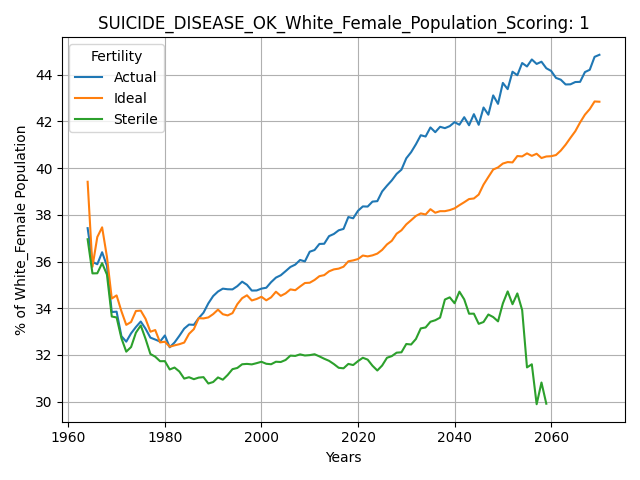 SUICIDE_DISEASE_OK_White_Female_Population_Scoring: 1
% of White_Female Population
Fertility
Actual
Ideal
Sterile
44
42
40
38
36
34
32
30
1960
1980
2000
2020
2040
2060
Years